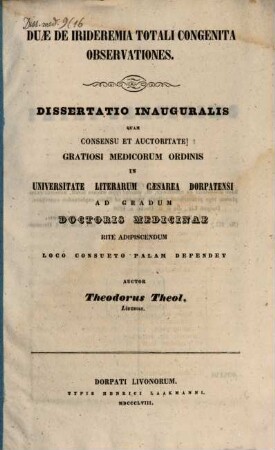 Diss. med. 9 (16
DUÆ DE IRIDEREMIA TOTALI CONGENITA
OBSERVATIONES.
DISSERTATIO INAUGURALIS
QUAM
CONSENSU ET AUCTORITATE
GRATIOSI MEDICORUM ORDINIS
IN
UNIVERSITATE LITERARUM CÆSAREA DORPATENSI
AD GRADUM
DOCTORIS MEDICINAE
RITE ADIPISCENDUM
LOCO CONSUETO PALAM DEFENDET
AUCTOR
Theodorus Theol,
Livonus.
DORPATI LIVONORUM.
TYPIS HENRICI LAAKMANNI.
MDCCCLVIII.